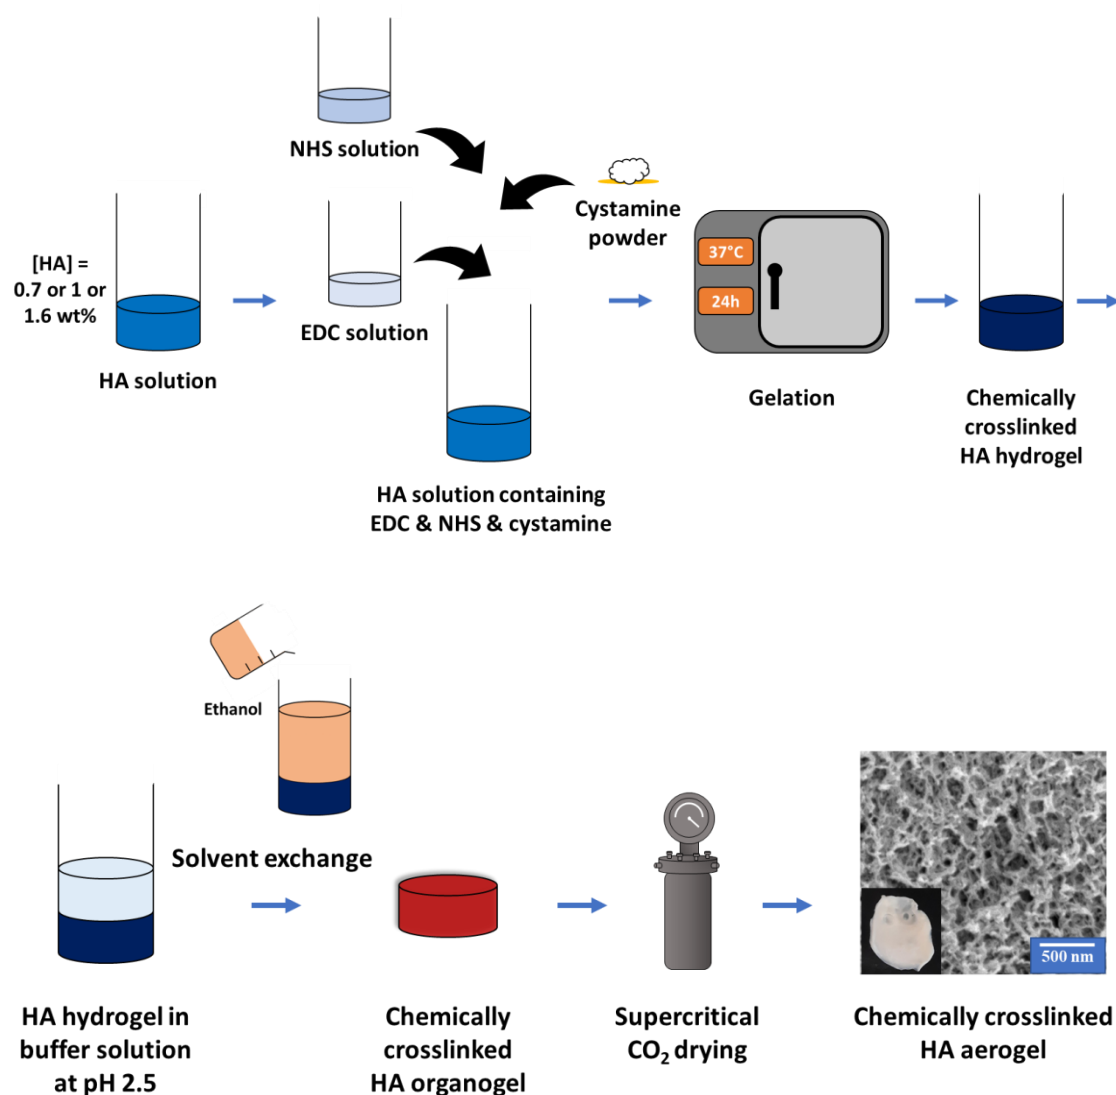 NHS solution
Cystamine
powder
[HA] =
0.7 or 1 or
1.6 wt%
HA solution
EDC solution
HA solution containing
EDC & NHS & cystamine
37°C
24h
Gelation
Chemically
crosslinked
HA hydrogel
Ethanol
Solvent exchange
HA hydrogel in
buffer solution
at pH 2.5
Chemically
crosslinked
HA organogel
Supercritical
CO₂ drying
500 nm
Chemically crosslinked
HA aerogel